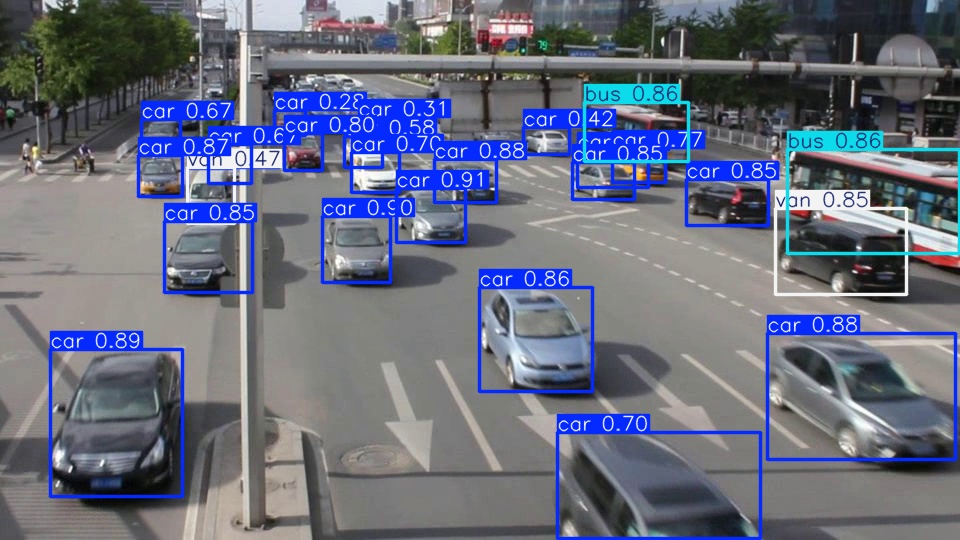 79
bus 0.86
car 0.28
car 0.31
car 0.67
car 0.42
car 0.80
0.58
car 0.6
car 0.70
car 0.77
bus 0.86
car 0.87
van 0.47
car 0.88
car 0.85
car 0.91
car 0.85
van 0.85
car 0.85
car 0.90
car 0.86
car 0.88
car 0.89
car 0.70